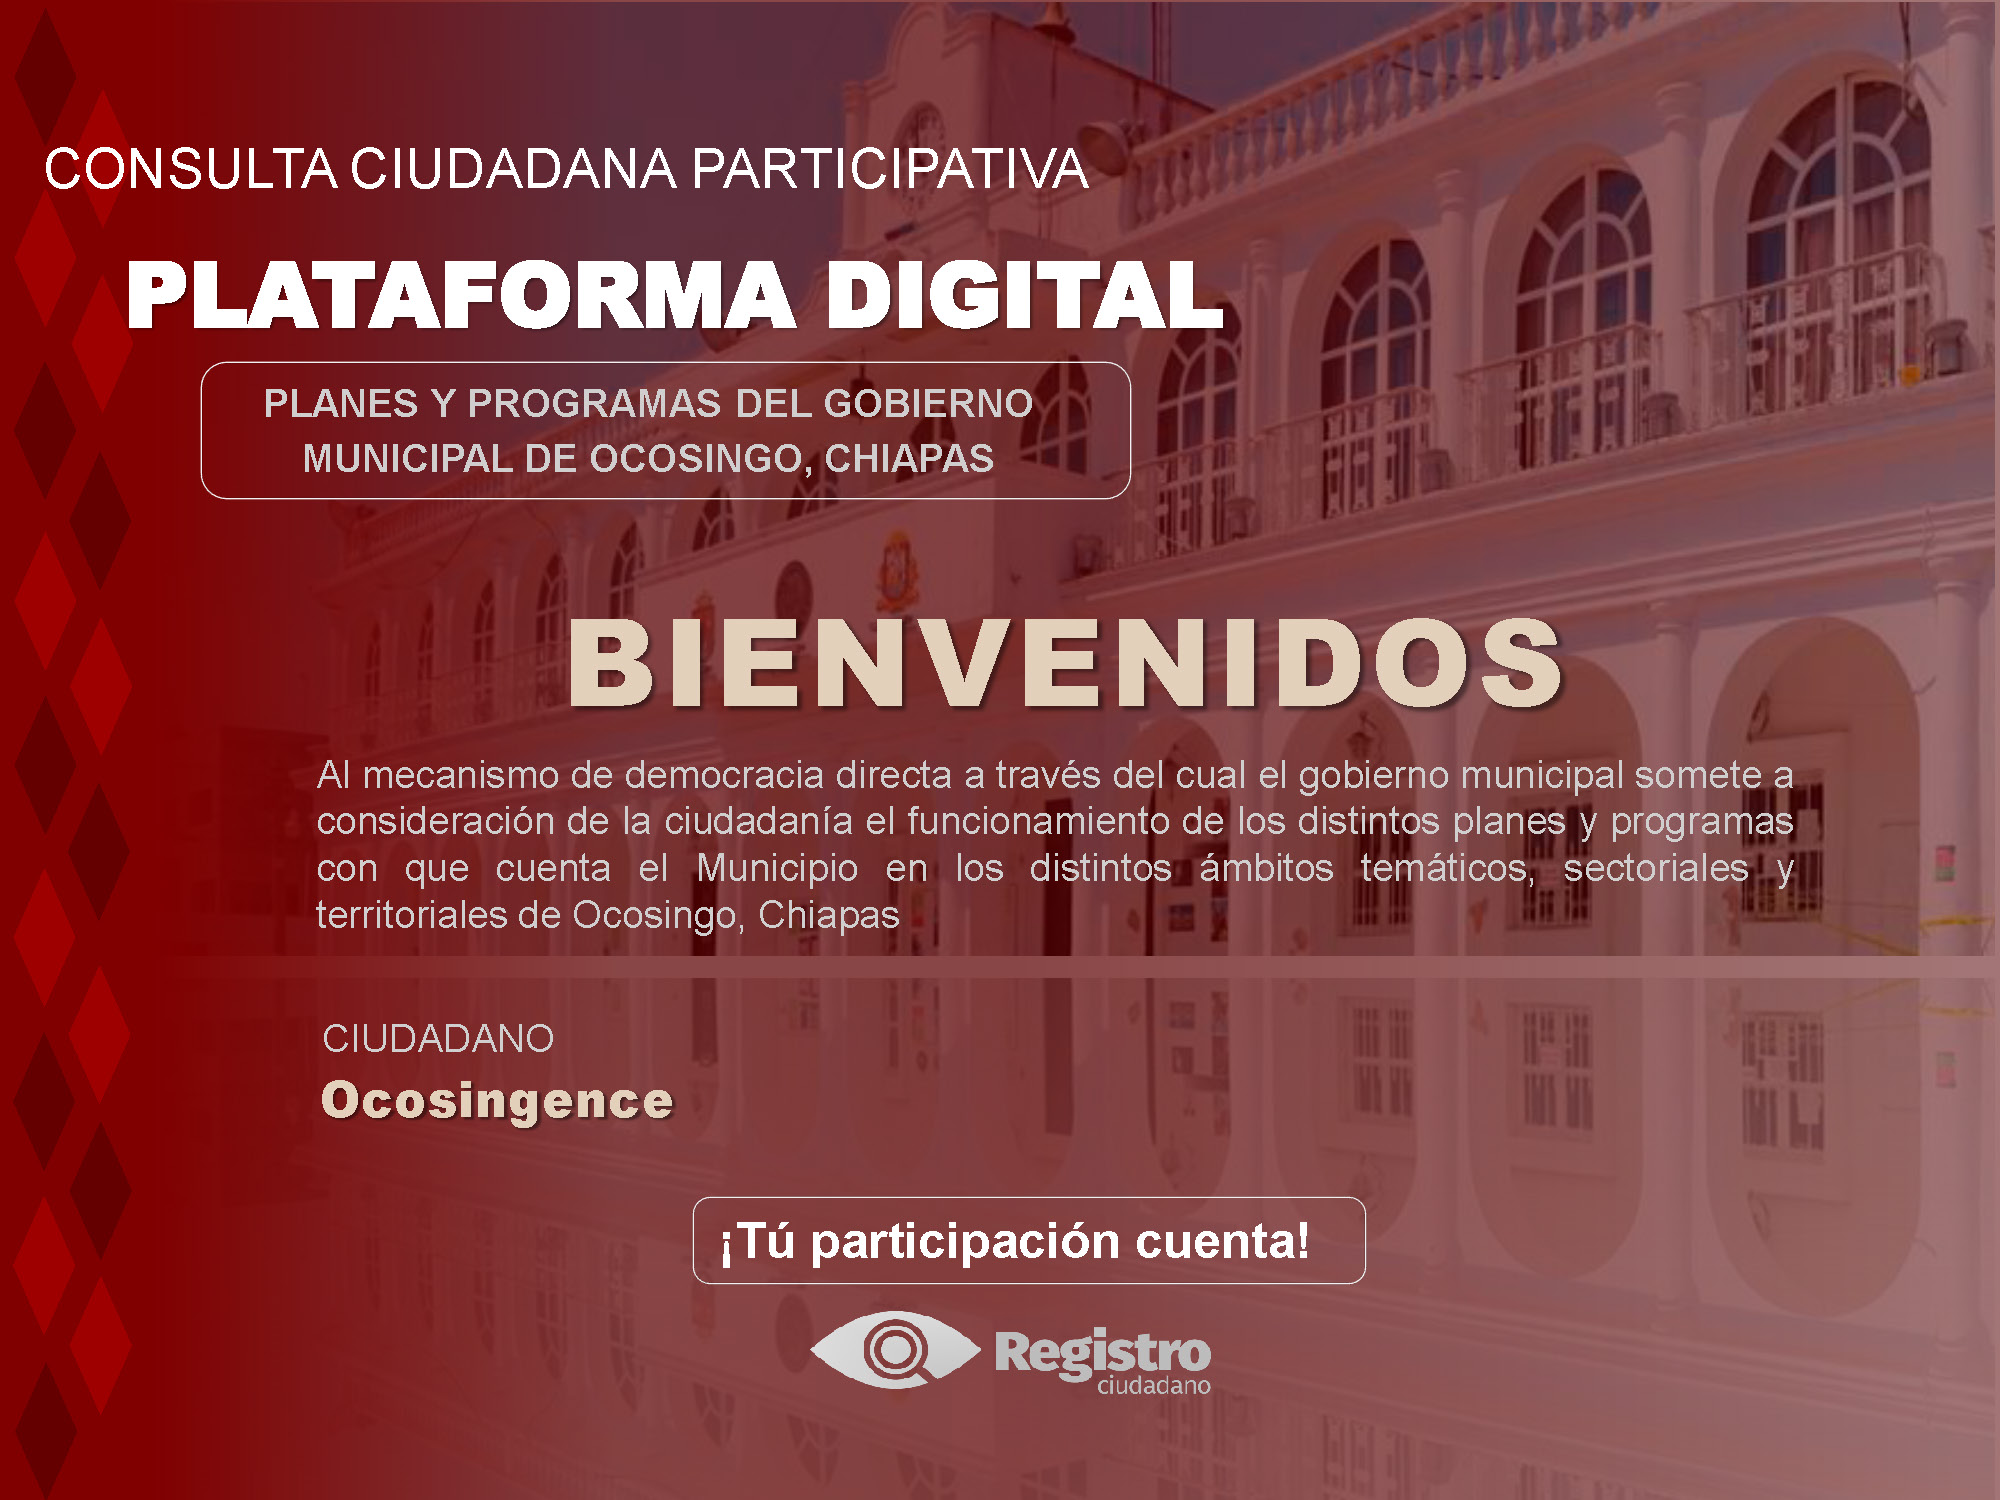 CONSULTA CIUDADANA PARTICIPATIVA
PLATAFORMA DIGITAL
PLANES Y PROGRAMAS DEL GOBIERNO
MUNICIPAL DE OCOSINGO, CHIAPAS
BIENVENIDOS
Al mecanismo de democracia directa a través del cual el gobierno municipal somete a
consideración de la ciudadanía el funcionamiento de los distintos planes y programas
con que cuenta el Municipio en los distintos ámbitos temáticos, sectoriales y
territoriales de Ocosingo, Chiapas
CIUDADANO
Ocosingence
¡Tú participación cuenta!
Registro
ciudadano